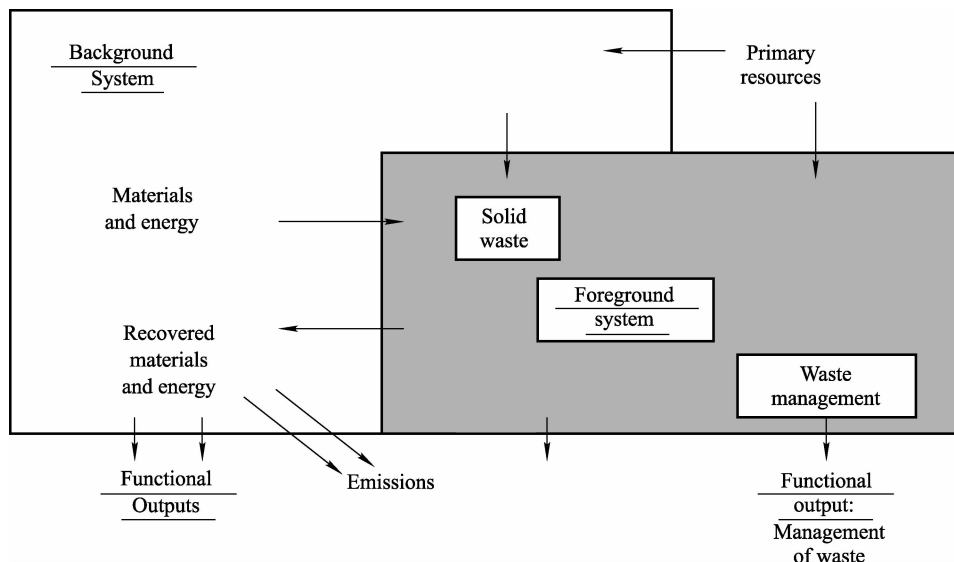 Background
System
Primary
resources
Materials
and energy
Solid
waste
Foreground
system
Recovered
materials
and energy
Waste
management
Functional
Outputs
Emissions
Functional
output:
Management
of waste